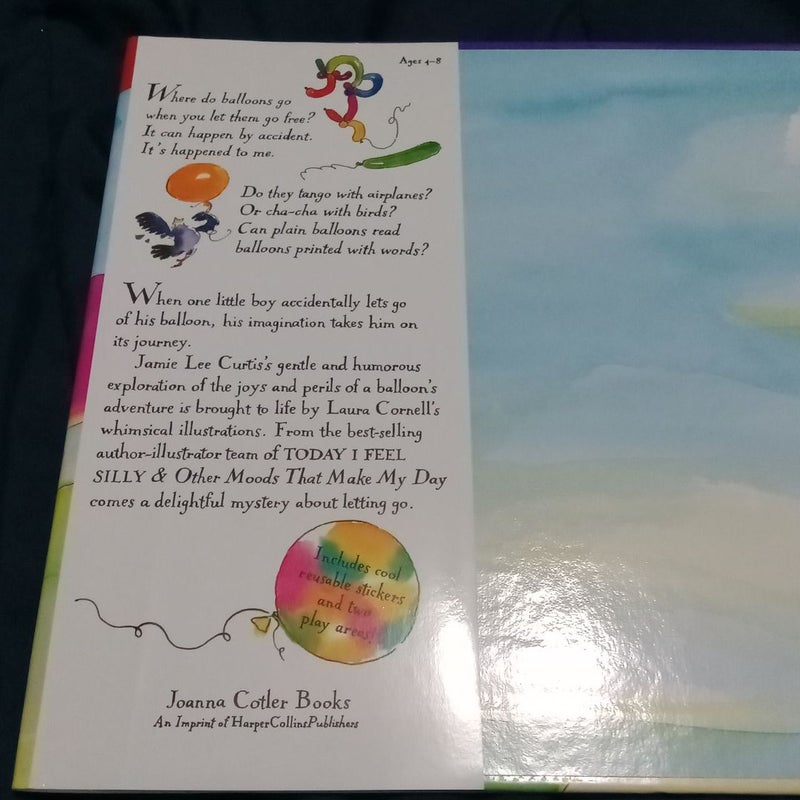 Ages 4–8
Where do balloons go
when you let them go free?
It can happen by accident.
It's happened to me.
Do they tango with airplanes?
Or cha-cha with birds?
Can plain balloons read
balloons printed with words?
When one little boy accidentally lets go
of his balloon, his imagination takes him on
its journey.
Jamie Lee Curtis's gentle and humorous
exploration of the joys and perils of a balloon's
adventure is brought to life by Laura Cornell's
whimsical illustrations. From the best-selling
author-illustrator team of TODAY I FEEL
SILLY & Other Moods That Make My Day
comes a delightful mystery about letting go.
Includes cool
reusable stickers
and two
play areas!
Joanna Cotler Books
An Imprint of HarperCollinsPublishers